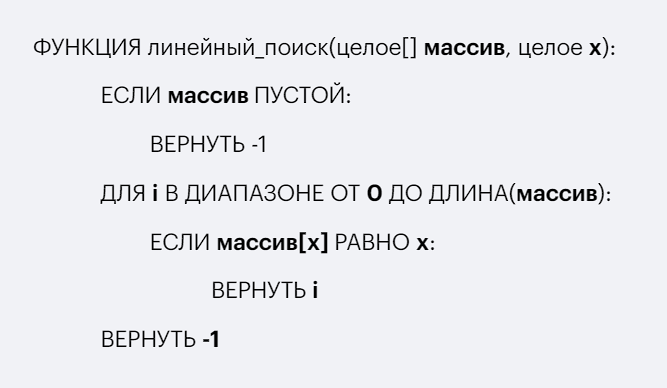 ФУНКЦИЯ линейный_поиск(целое[] массив, целое x):
ЕСЛИ массив ПУСТОЙ:
ВЕРНУТЬ -1
ДЛЯ i В ДИАПАЗОНЕ ОТ 0 ДО ДЛИНА(массив):
ЕСЛИ массив[x] РАВНО x:
ВЕРНУТЬ i
ВЕРНУТЬ -1